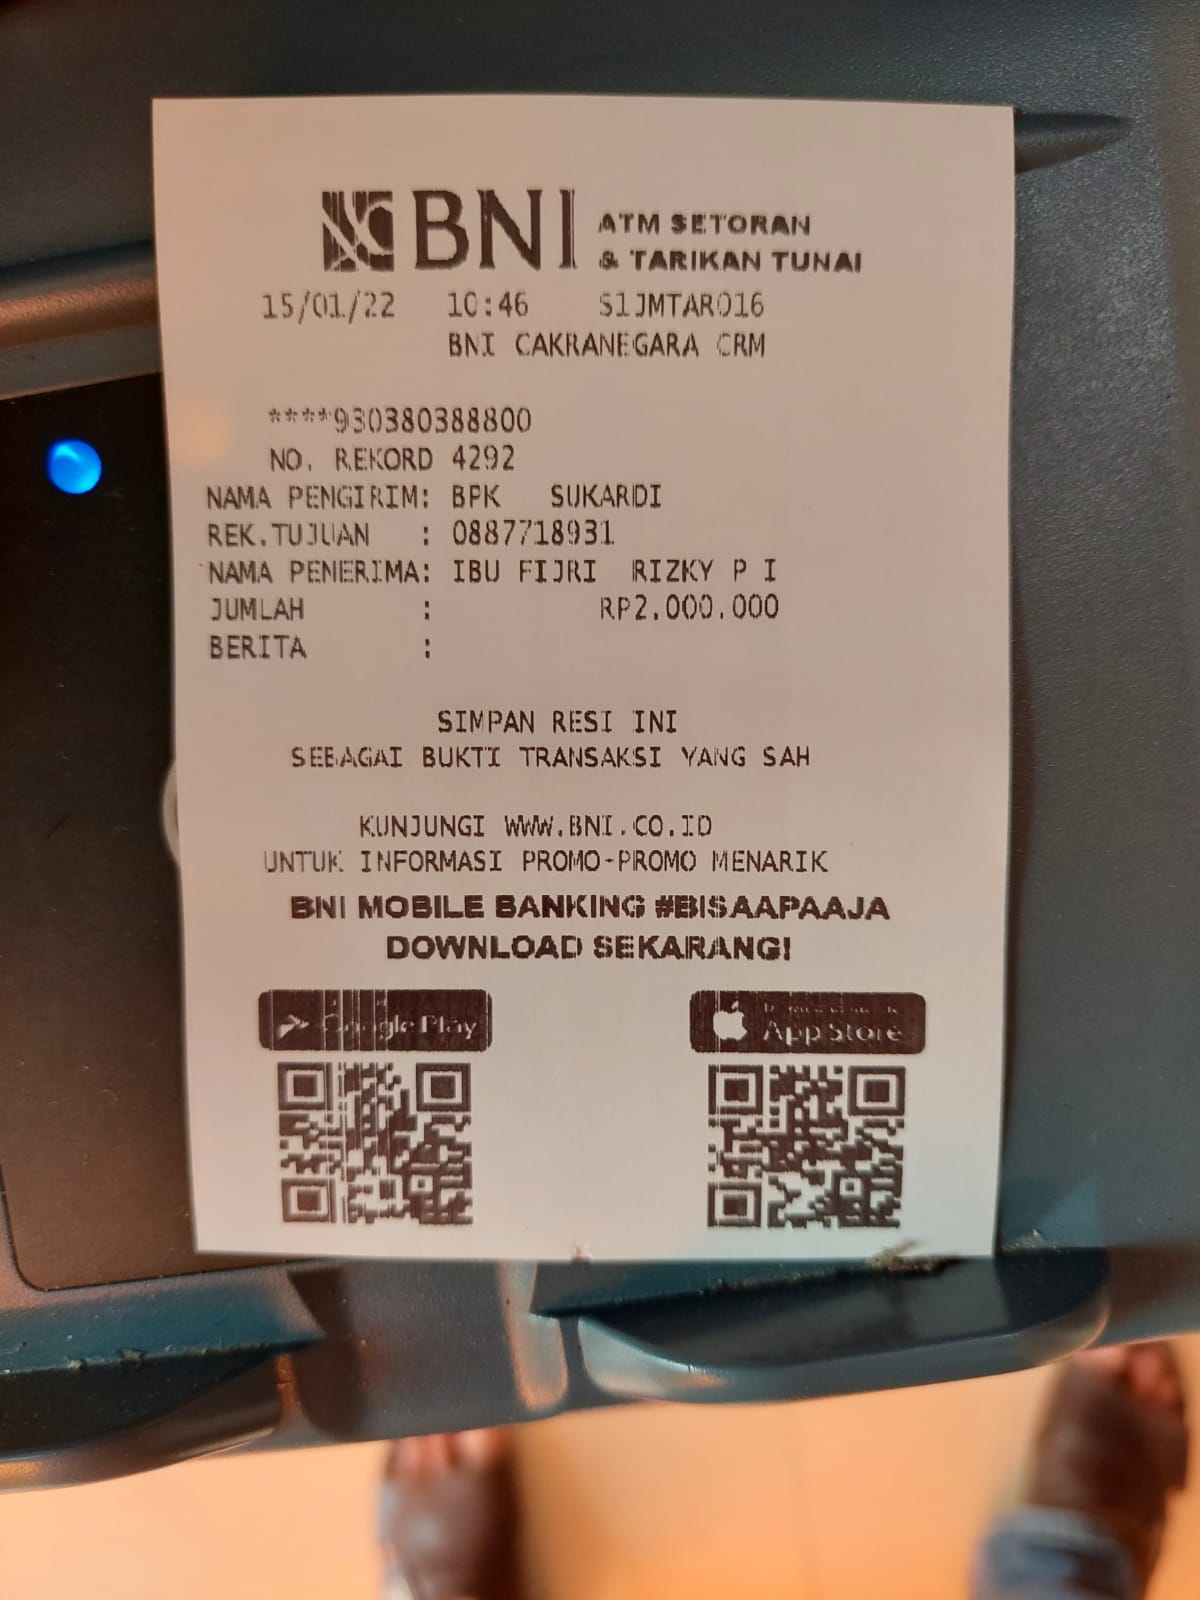 BNI ATM SETORAN
& TARIKAN TUNAI
15/01/22 10:46 S1JMTAR016
BNI CAKRANEGARA CRM
****930380388800
NO. REKORD 4292
NAMA PENGIRIM: BPK SUKARDI
REK.TUJUAN : 0887718931
NAMA PENERIMA: IBU FIJRI RIZKY P I
JUMLAH : RP2.000.000
BERITA :
SIMPAN RESI INI
SEBAGAI BUKTI TRANSAKSI YANG SAH
KUNJUNGI WWW.BNI.CO.ID
UNTUK INFORMASI PROMO-PROMO MENARIK
BNI MOBILE BANKING #BISAAPAAJA
DOWNLOAD SEKARANG!
Google Play
App Store